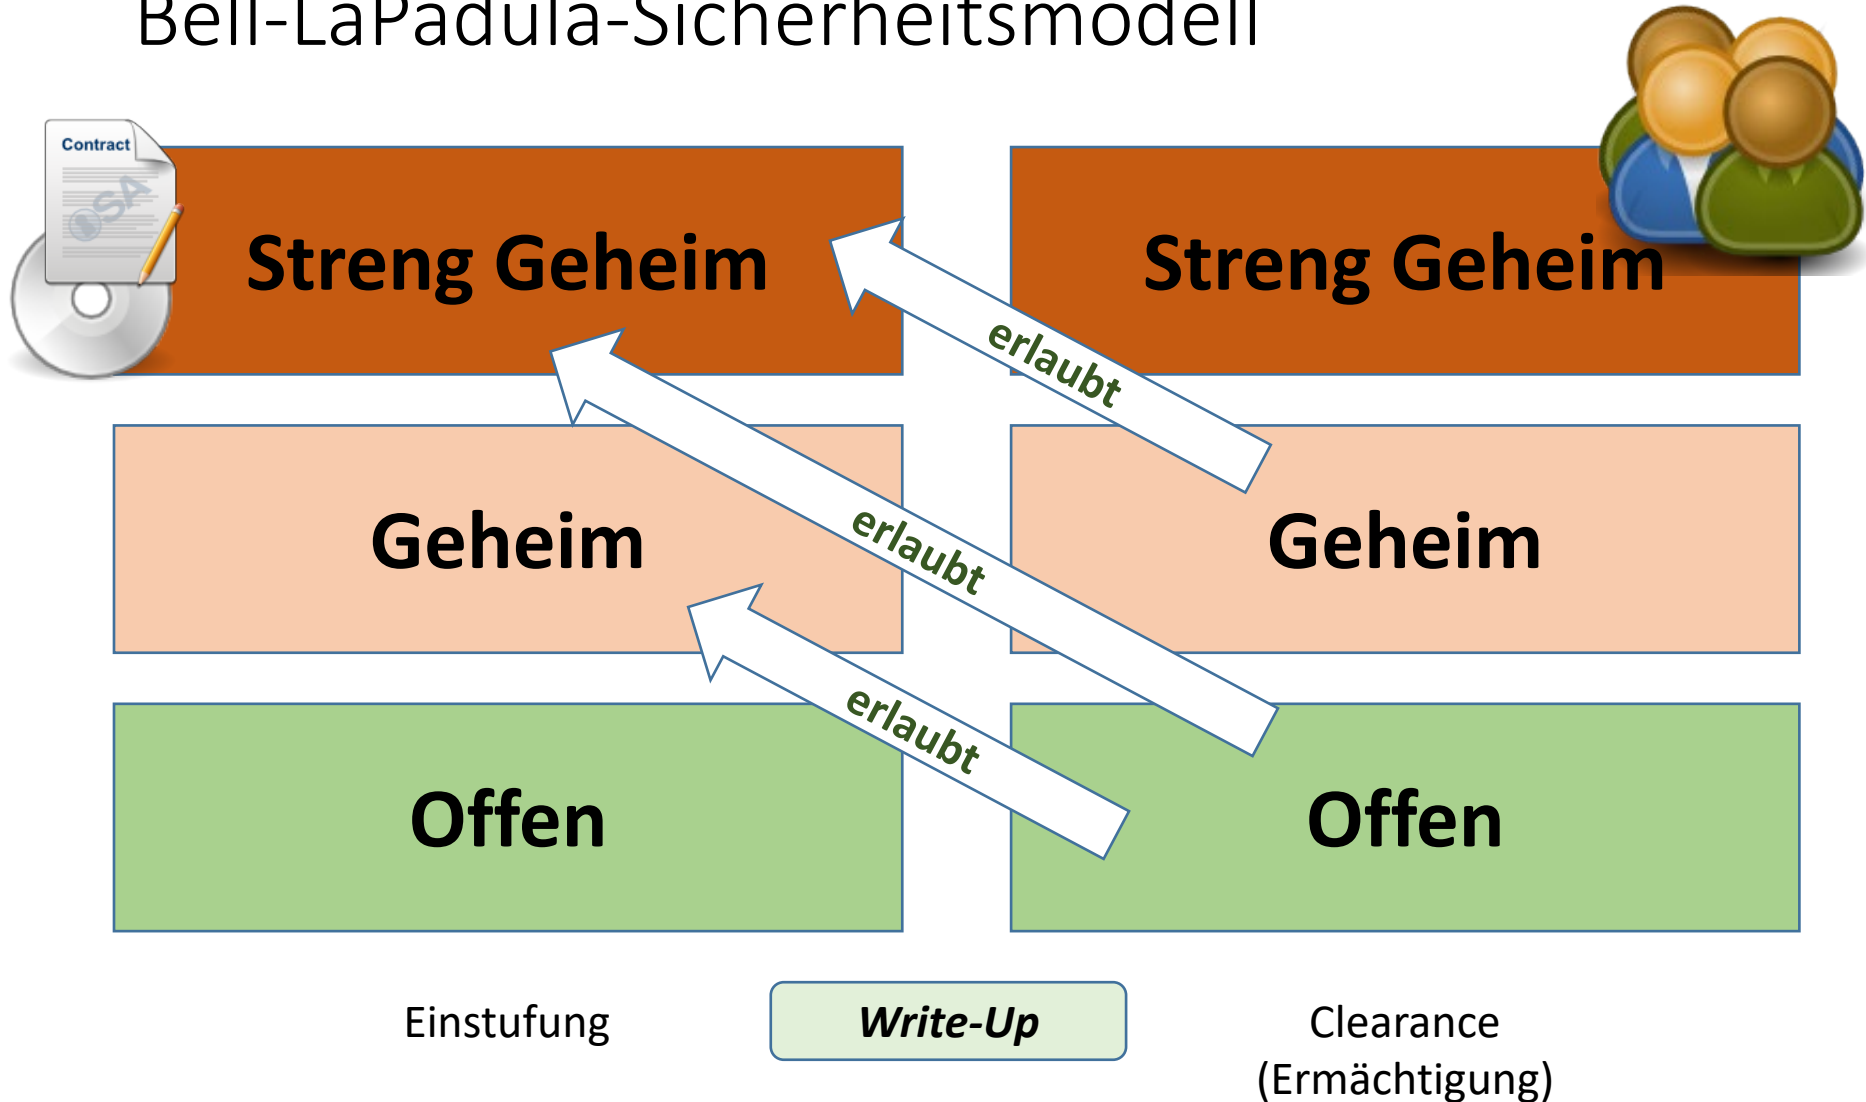 Bell-LaPadula-Sicherheitsmodell
Contract
OSA
Streng Geheim
Streng Geheim
erlaubt
Geheim
erlaubt
Geheim
erlaubt
Offen
Offen
Einstufung
Write-Up
Clearance
(Ermächtigung)